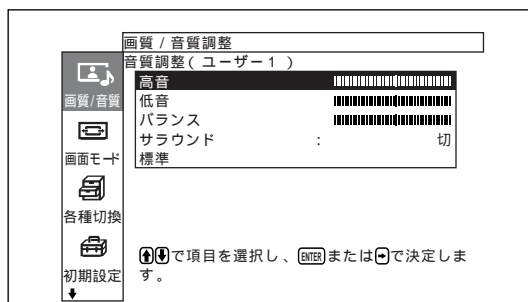 画質 / 音質調整
音質調整(ユーザー1)
高音
低音
バランス
サラウンド : 切
標準
画質/音質
画面モード
各種切換
初期設定
で項目を選択し、ENTERまたはで決定しま
す。